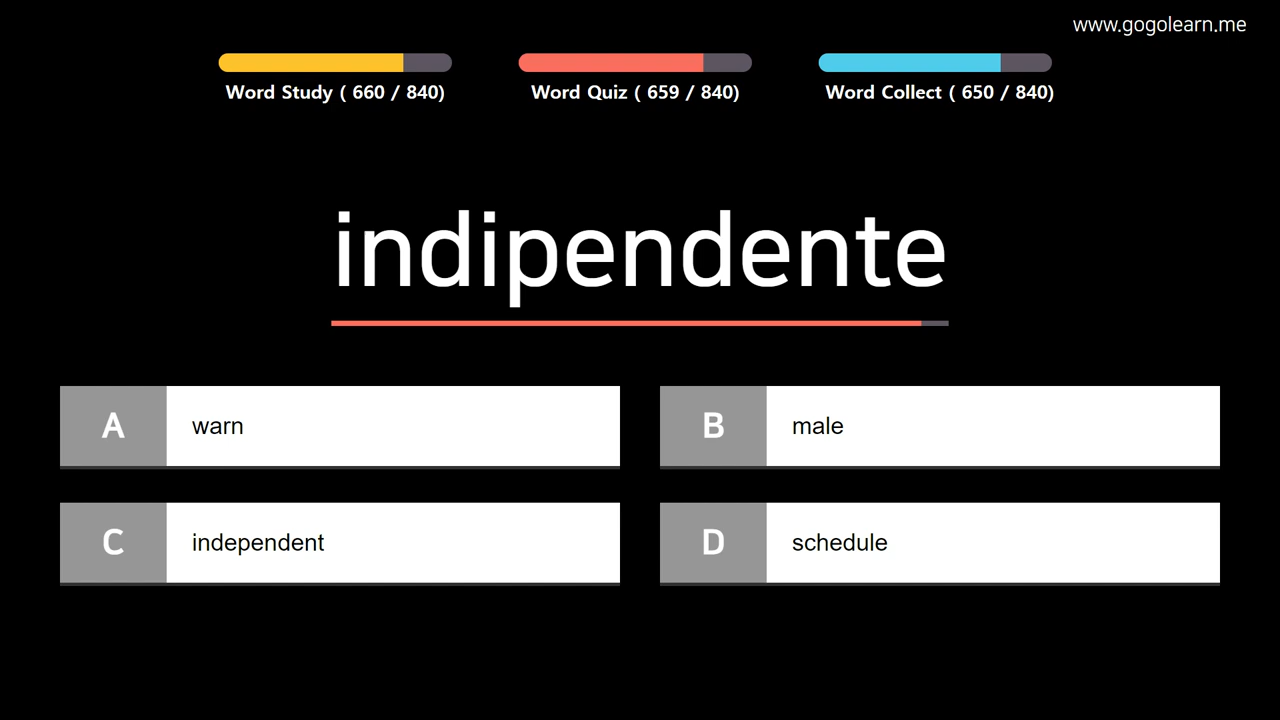 www.gogolearn.me
Word Study ( 660 / 840)
Word Quiz ( 659 / 840)
Word Collect ( 650 / 840)
indipendente
A warn
B male
C independent
D schedule